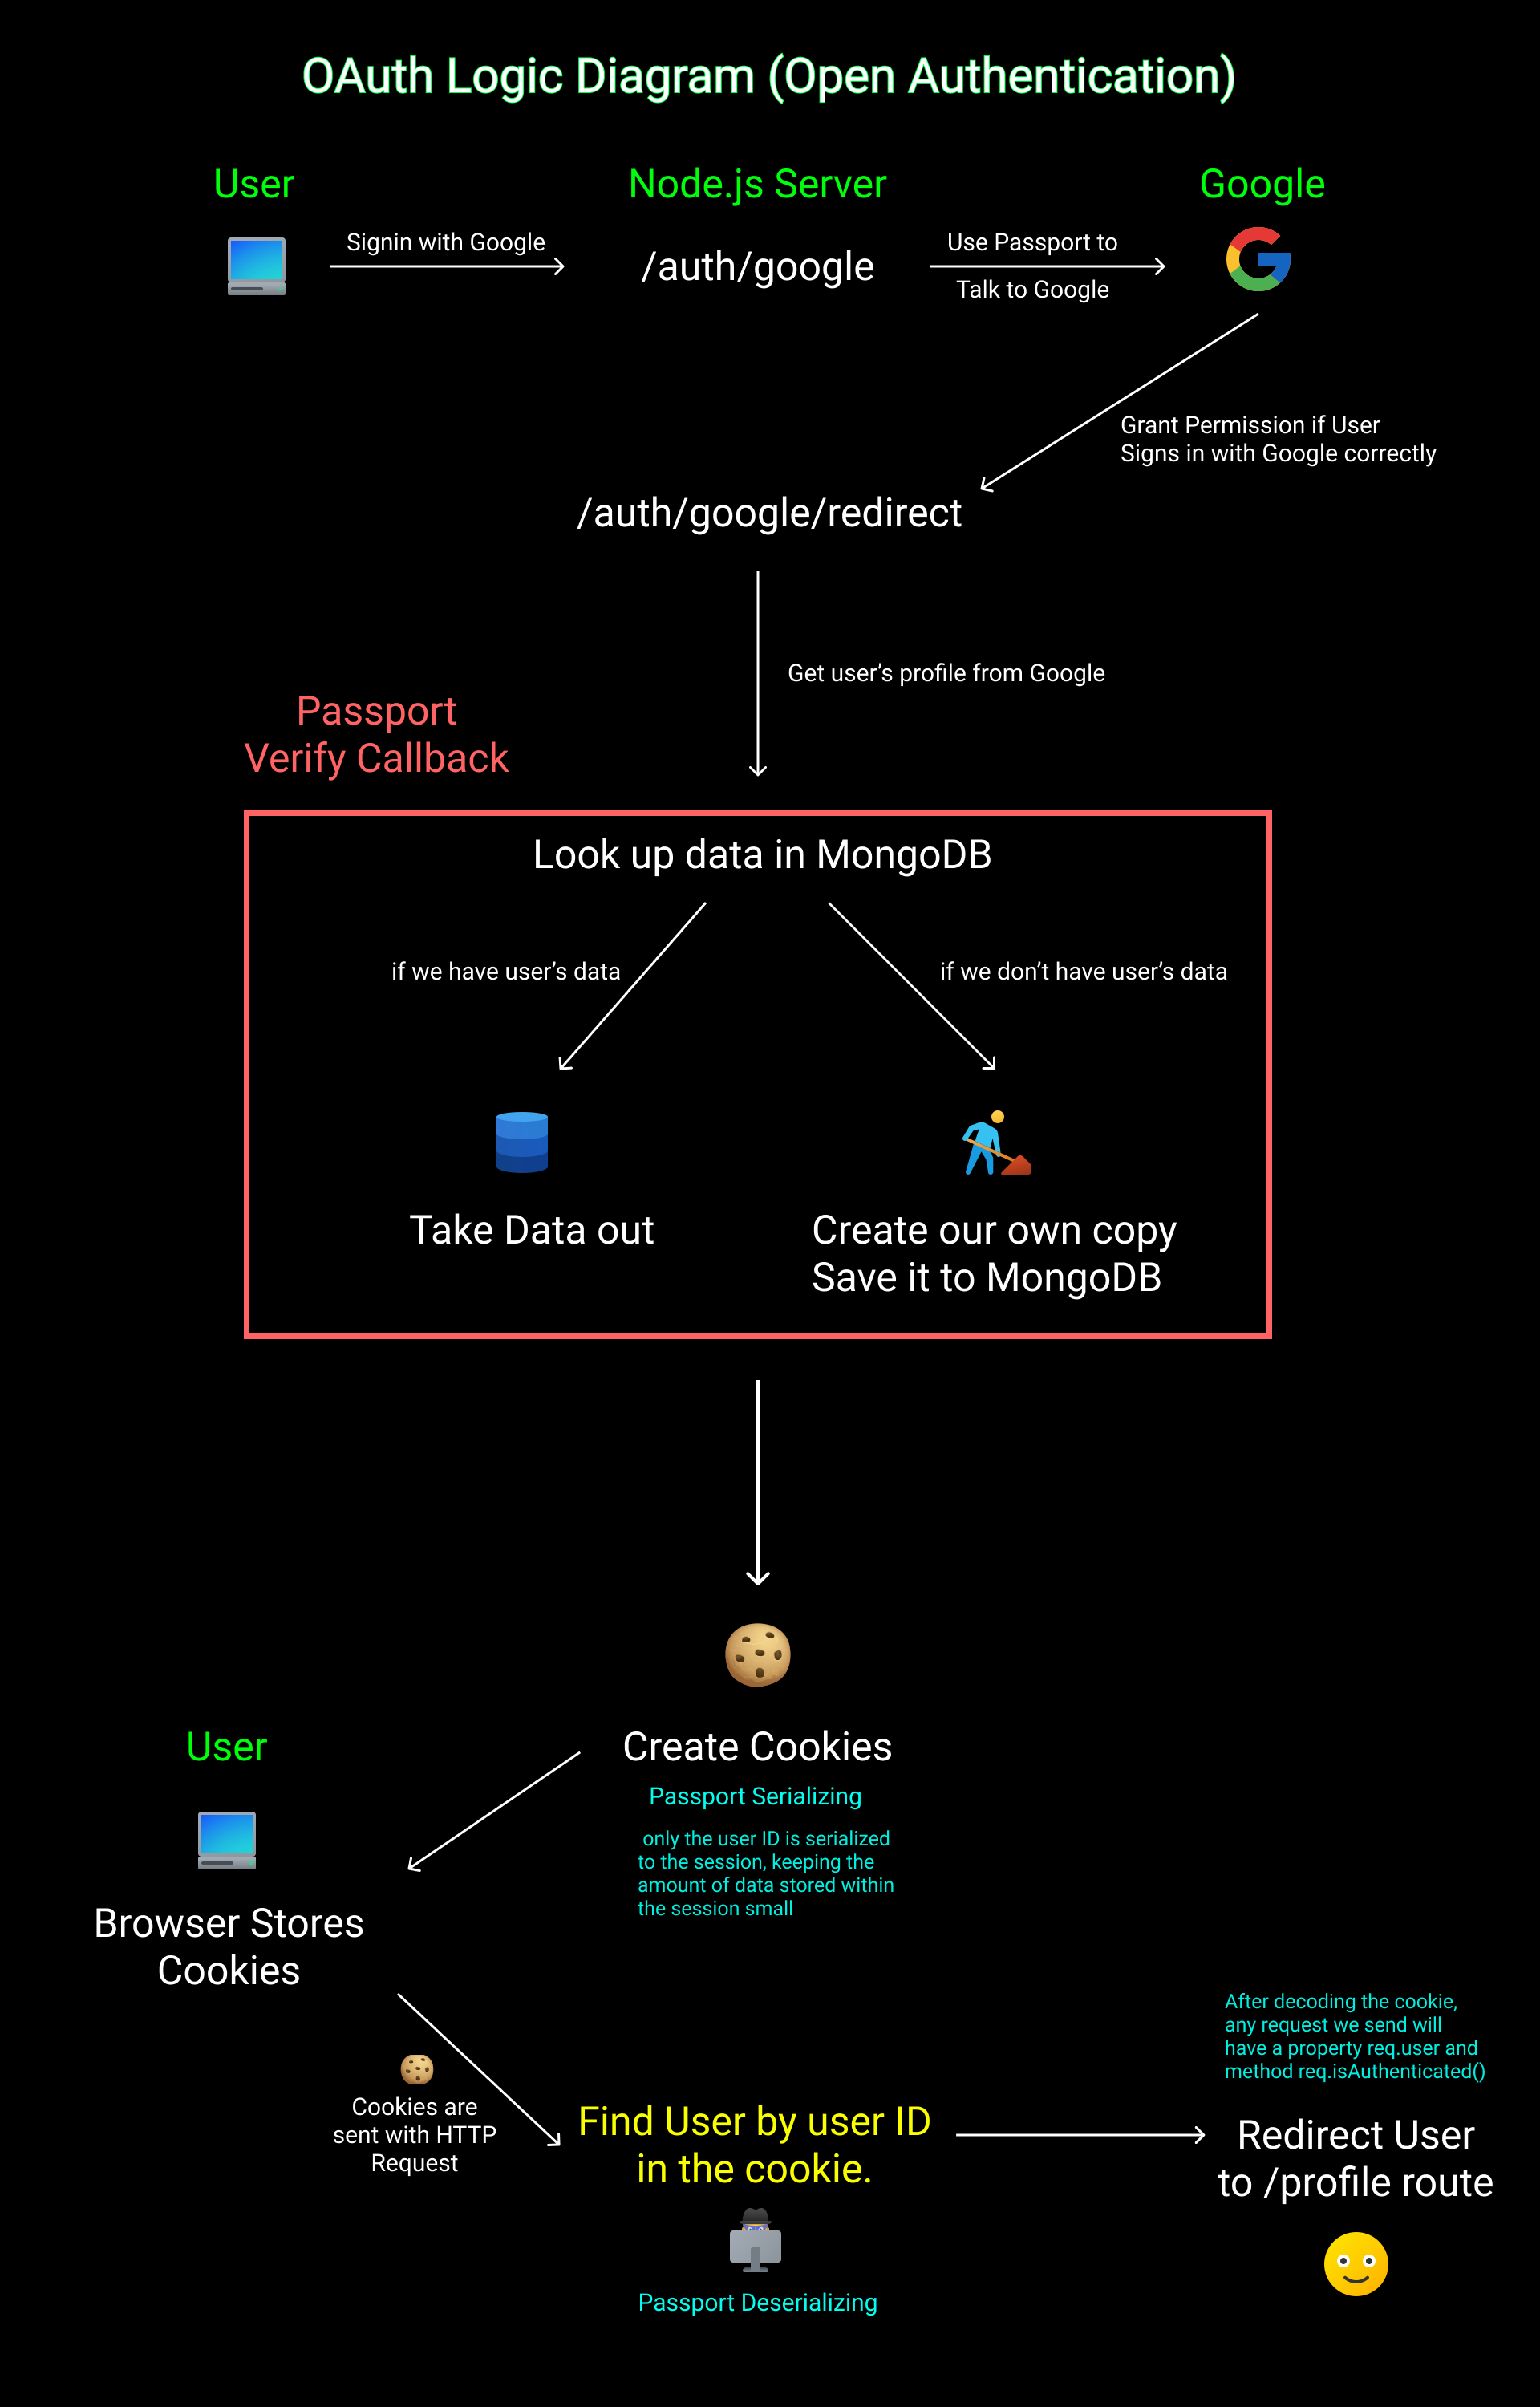 OAuth Logic Diagram (Open Authentication)
User
Node.js Server
Google
Signin with Google
/auth/google
Use Passport to
Talk to Google
Grant Permission if User
Signs in with Google correctly
/auth/google/redirect
Get user’s profile from Google
Passport
Verify Callback
Look up data in MongoDB
if we have user’s data
if we don’t have user’s data
Take Data out
Create our own copy
Save it to MongoDB
User
Create Cookies
Passport Serializing
only the user ID is serialized
to the session, keeping the
amount of data stored within
the session small
Browser Stores
Cookies
Cookies are
sent with HTTP
Request
Find User by user ID
in the cookie.
Passport Deserializing
After decoding the cookie,
any request we send will
have a property req.user and
method req.isAuthenticated()
Redirect User
to /profile route